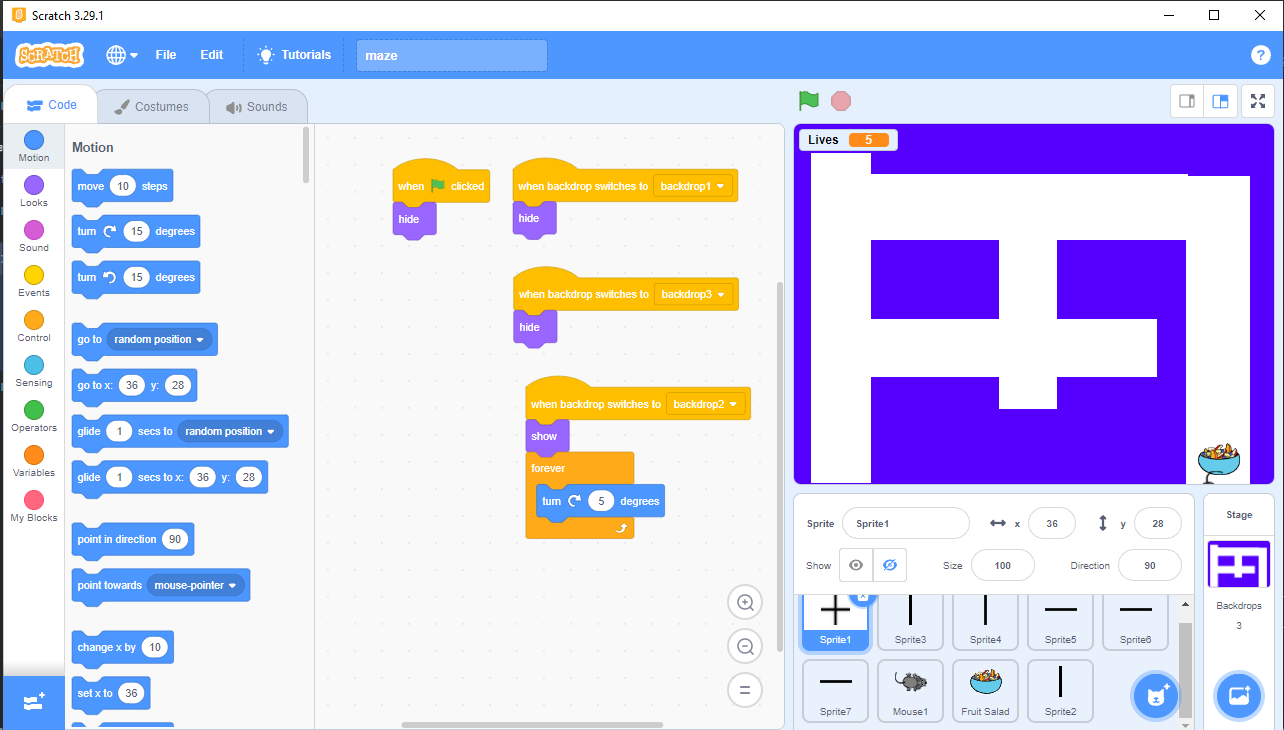 Scratch 3.29.1
SCRATCH
File
Edit
Tutorials
maze
?
Code
Costumes
Sounds
Motion
Looks
Sound
Events
Control
Sensing
Operators
Variables
My Blocks
Motion
move 10 steps
turn 15 degrees
turn 15 degrees
go to random position
go to x: 36 y: 28
glide 1 secs to random position
glide 1 secs to x: 36 y: 28
point in direction 90
point towards mouse-pointer
change x by 10
set x to 36
when clicked
hide
when backdrop switches to backdrop1
hide
when backdrop switches to backdrop3
hide
when backdrop switches to backdrop2
show
forever
turn 5 degrees
Lives 5
Sprite Sprite1 x 36 y 28
Show Size 100 Direction 90
Sprite1 Sprite3 Sprite4 Sprite5 Sprite6
Sprite7 Mouse1 Fruit Salad Sprite2
Stage
Backdrops
3